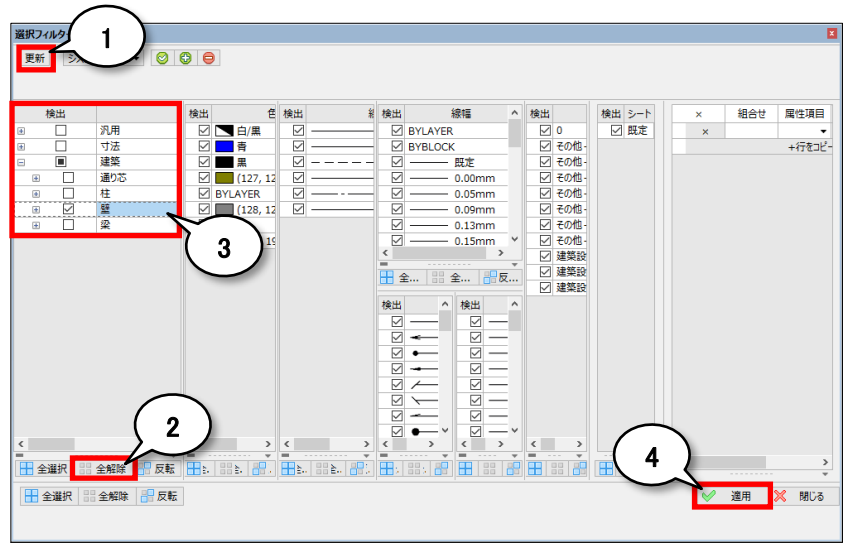 選択フィルタ
1
更新
検出
汎用
寸法
建築
通り芯
柱
壁
梁
3
検出 色
白/黒
青
黒
(127, 12
BYLAYER
(128, 12
19
検出
検出 線幅
BYLAYER
BYBLOCK
既定
0.00mm
0.05mm
0.09mm
0.13mm
0.15mm
全... 全... 反...
検出 検出
検出
0
その他-
その他-
その他-
その他-
その他-
その他-
その他-
建築設
建築設
建築設
検出 シート
既定
× 組合せ 属性項目
×
+行をコピー
2
4
全選択 全解除 反転
全選択 全解除 反転
適用 閉じる